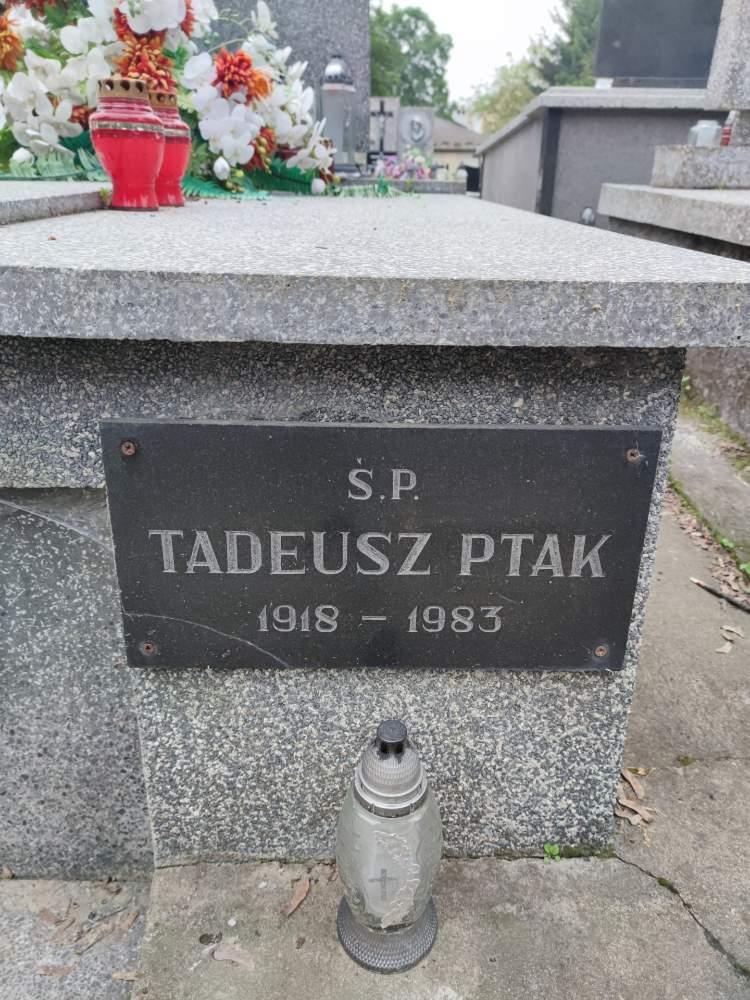 Ś.P.
TADEUSZ PTAK
1918 – 1983